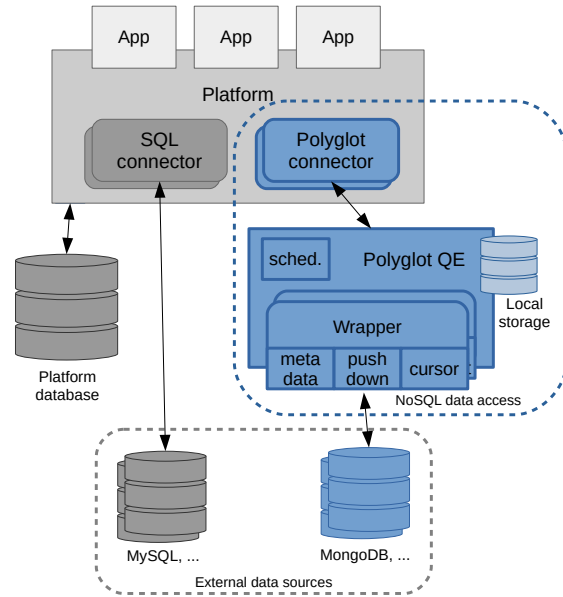 App
App
App
Platform
SQL
connector
Polyglot
connector
sched.
Polyglot QE
Local
storage
Wrapper
meta
data
push
down
cursor
Platform
database
NoSQL data access
MySQL, ...
MongoDB, ...
External data sources